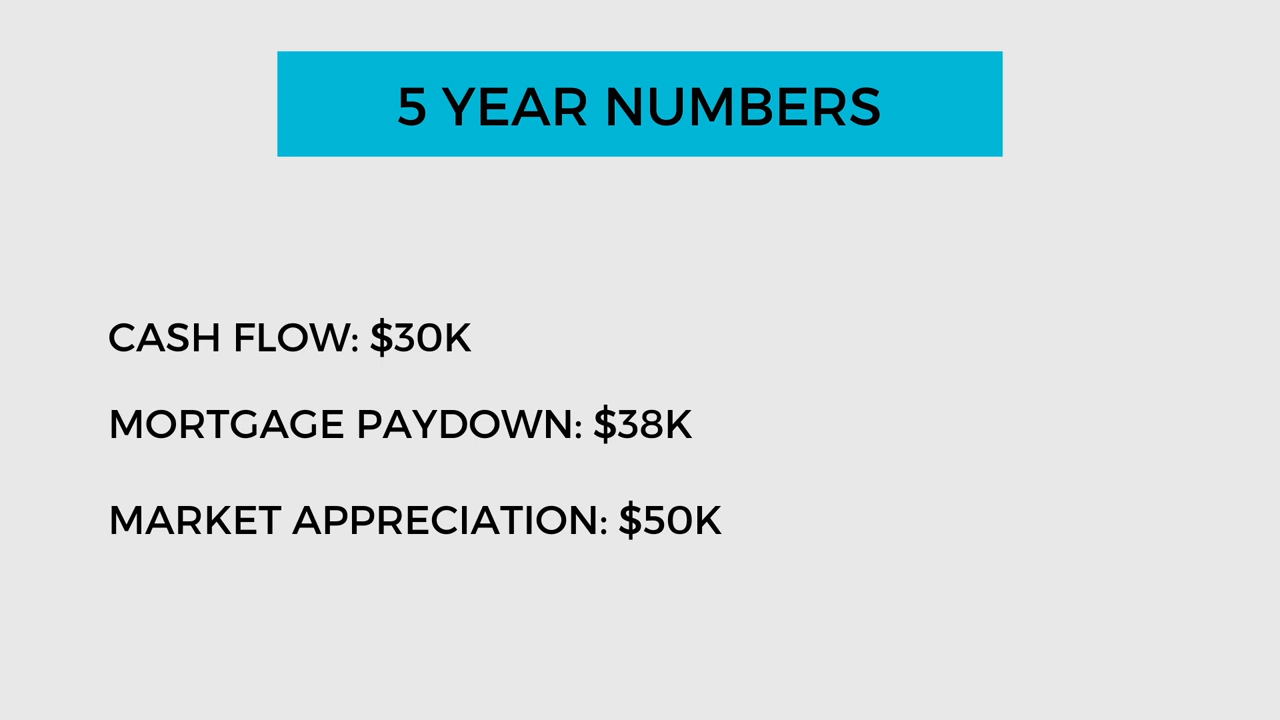 5 YEAR NUMBERS
CASH FLOW: $30K
MORTGAGE PAYDOWN: $38K
MARKET APPRECIATION: $50K